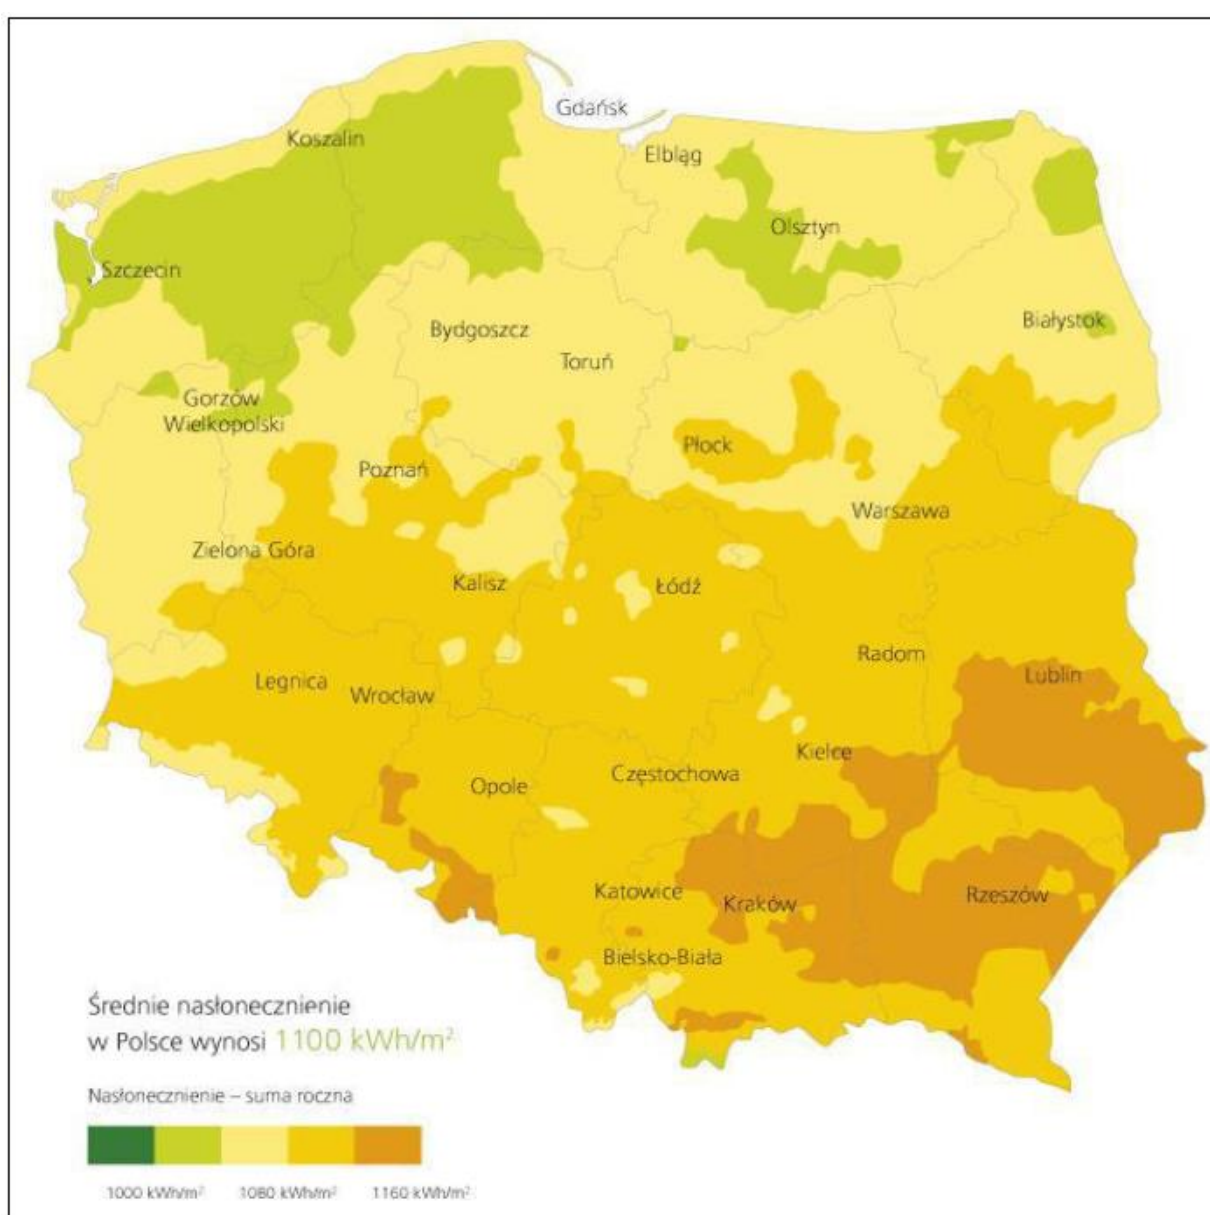 Gdańsk
Koszalin
Elbląg
Olsztyn
Szczecin
Białystok
Bydgoszcz
Toruń
Gorzów
Wielkopolski
Płock
Poznań
Warszawa
Zielona Góra
Kalisz
Łódź
Radom
Lublin
Legnica
Wrocław
Kielce
Częstochowa
Opole
Katowice
Kraków
Rzeszów
Bielsko-Biała
Średnie nasłonecznienie
w Polsce wynosi 1100 kWh/m²
Nasłonecznienie – suma roczna
1000 kWh/m² 1080 kWh/m² 1160 kWh/m²